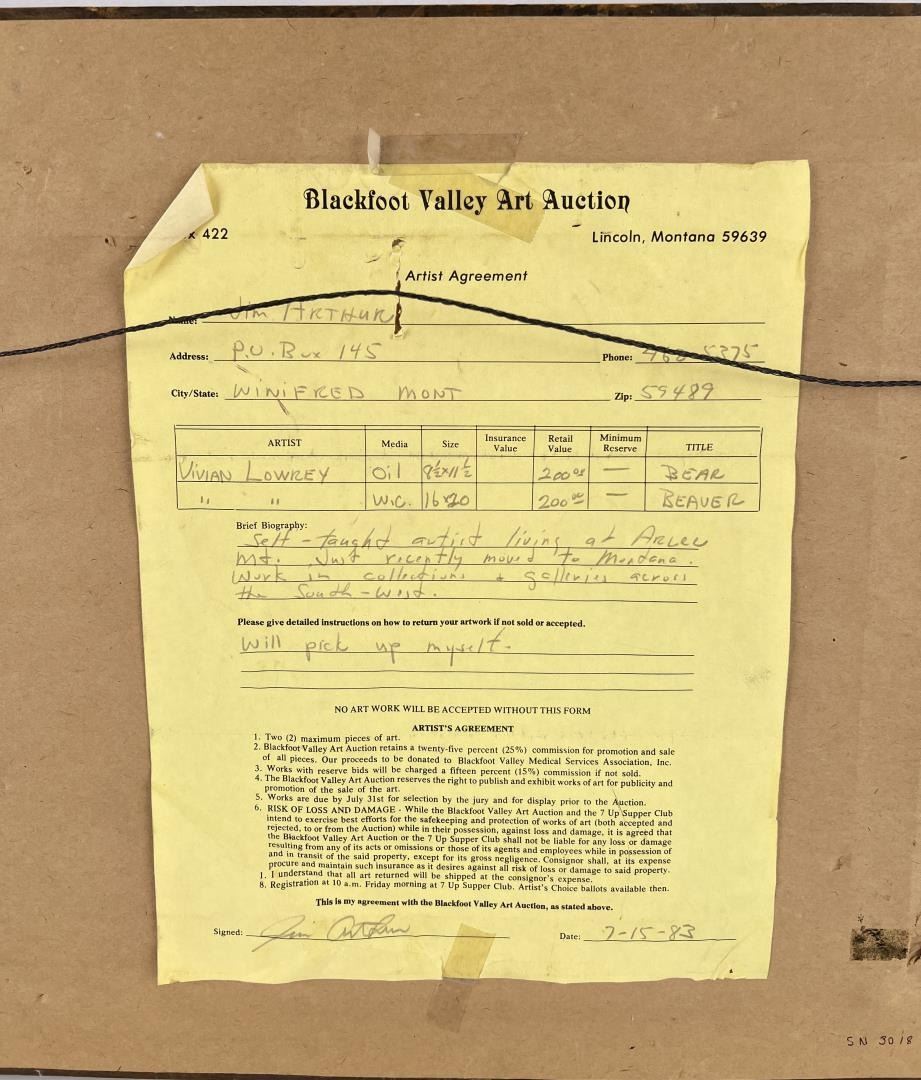 Blackfoot Valley Art Auction
x 422 Lincoln, Montana 59639
Artist Agreement
Name: Jim ARTHUR
Address: P.O. Box 145 Phone: 462-5375
City/State: WINIFRED MONT Zip: 59489
ARTIST Media Size Insurance Value Retail Value Minimum Reserve TITLE
VIVIAN LOWREY Oil 9½x11½ 200 00 — BEAR
" " W.C. 16x20 200 00 — BEAVER
Brief Biography:
Self-taught artist living at Arlee
Mt. Just recently moved to Montana.
Work in collections + galleries across
the South-West.
Please give detailed instructions on how to return your artwork if not sold or accepted.
Will pick up myself.
NO ART WORK WILL BE ACCEPTED WITHOUT THIS FORM
ARTIST'S AGREEMENT
1. Two (2) maximum pieces of art.
2. Blackfoot Valley Art Auction retains a twenty-five percent (25%) commission for promotion and sale
of all pieces. Our proceeds to be donated to Blackfoot Valley Medical Services Association, Inc.
3. Works with reserve bids will be charged a fifteen percent (15%) commission if not sold.
4. The Blackfoot Valley Art Auction reserves the right to publish and exhibit works of art for publicity and
promotion of the sale of the art.
5. Works are due by July 31st for selection by the jury and for display prior to the Auction.
6. RISK OF LOSS AND DAMAGE - While the Blackfoot Valley Art Auction and the 7 Up Supper Club
intend to exercise best efforts for the safekeeping and protection of works of art (both accepted and
rejected, to or from the Auction) while in their possession, against loss and damage, it is agreed that
the Blackfoot Valley Art Auction or the 7 Up Supper Club shall not be liable for any loss or damage
resulting from any of its acts or omissions or those of its agents and employees while in possession of
and in transit of the said property, except for its gross negligence. Consignor shall, at its expense
procure and maintain such insurance as it desires against all risk of loss or damage to said property.
1. I understand that all art returned will be shipped at the consignor's expense.
8. Registration at 10 a.m. Friday morning at 7 Up Supper Club. Artist's Choice ballots available then.
This is my agreement with the Blackfoot Valley Art Auction, as stated above.
Signed: Jim Arthur Date: 7-15-83
SN 3018